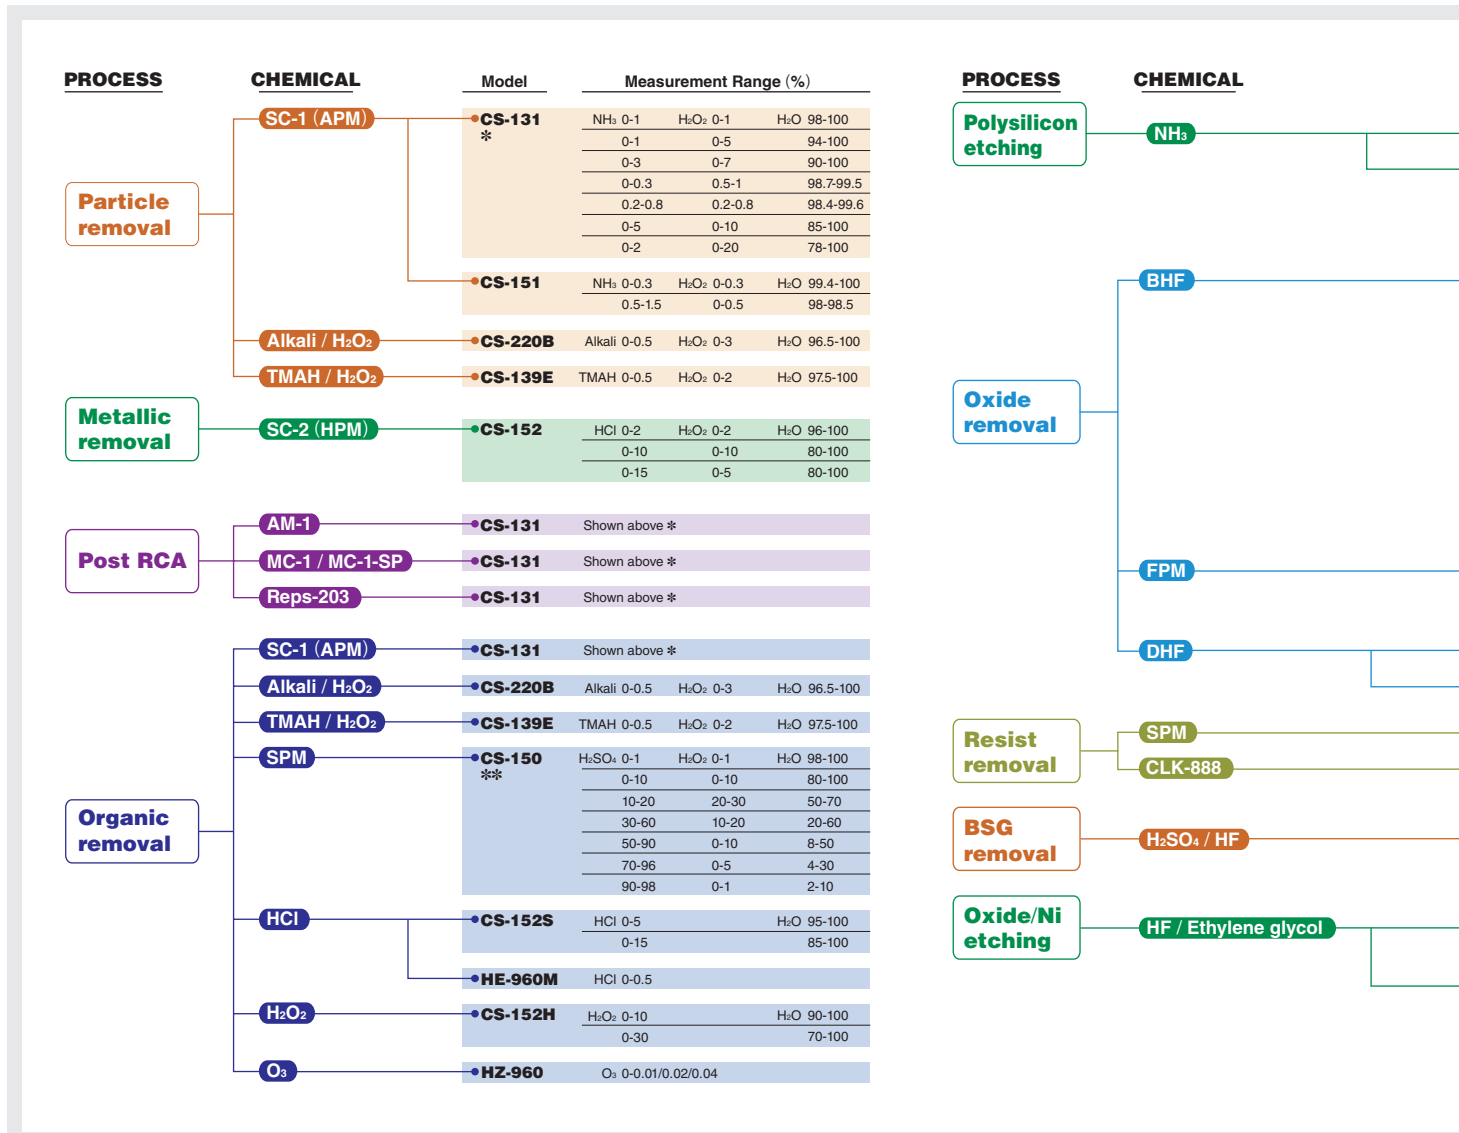 PROCESS CHEMICAL Model Measurement Range (%)
SC-1 (APM) CS-131 NH₃ 0-1 H₂O₂ 0-1 H₂O 98-100
✻ 0-1 0-5 94-100
0-3 0-7 90-100
0-0.3 0.5-1 98.7-99.5
0.2-0.8 0.2-0.8 98.4-99.6
0-5 0-10 85-100
0-2 0-20 78-100
Particle
removal
CS-151 NH₃ 0-0.3 H₂O₂ 0-0.3 H₂O 99.4-100
0.5-1.5 0-0.5 98-98.5
Alkali / H₂O₂ CS-220B Alkali 0-0.5 H₂O₂ 0-3 H₂O 96.5-100
TMAH / H₂O₂ CS-139E TMAH 0-0.5 H₂O₂ 0-2 H₂O 97.5-100
Metallic
removal
SC-2 (HPM) CS-152 HCl 0-2 H₂O₂ 0-2 H₂O 96-100
0-10 0-10 80-100
0-15 0-5 80-100
Post RCA
AM-1 CS-131 Shown above ✻
MC-1 / MC-1-SP CS-131 Shown above ✻
Reps-203 CS-131 Shown above ✻
Organic
removal
SC-1 (APM) CS-131 Shown above ✻
Alkali / H₂O₂ CS-220B Alkali 0-0.5 H₂O₂ 0-3 H₂O 96.5-100
TMAH / H₂O₂ CS-139E TMAH 0-0.5 H₂O₂ 0-2 H₂O 97.5-100
SPM CS-150 H₂SO₄ 0-1 H₂O₂ 0-1 H₂O 98-100
✻✻ 0-10 0-10 80-100
10-20 20-30 50-70
30-60 10-20 20-60
50-90 0-10 8-50
70-96 0-5 4-30
90-98 0-1 2-10
HCl CS-152S HCl 0-5 H₂O 95-100
0-15 85-100
HE-960M HCl 0-0.5
H₂O₂ CS-152H H₂O₂ 0-10 H₂O 90-100
0-30 70-100
O₃ HZ-960 O₃ 0-0.01/0.02/0.04
PROCESS CHEMICAL
Polysilicon
etching
NH₃
Oxide
removal
BHF
FPM
DHF
Resist
removal
SPM
CLK-888
BSG
removal
H₂SO₄ / HF
Oxide/Ni
etching
HF / Ethylene glycol